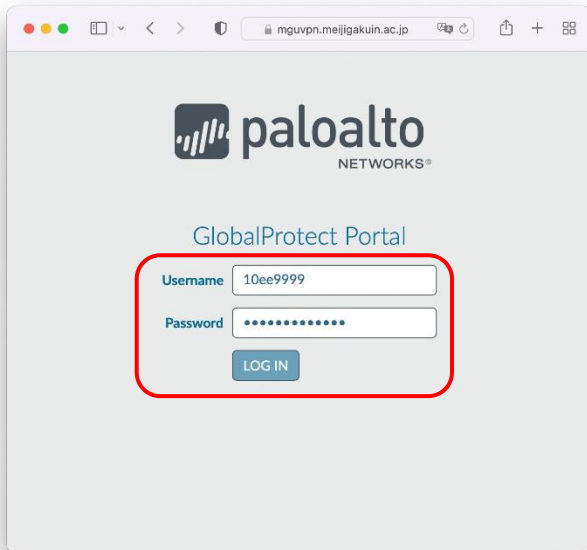 mguvpn.meijigakuin.ac.jp
paloalto
NETWORKS®
GlobalProtect Portal
Username 10ee9999
Password •••••••••••••
LOG IN